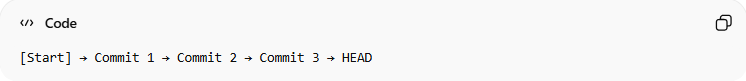 Code
[Start] → Commit 1 → Commit 2 → Commit 3 → HEAD